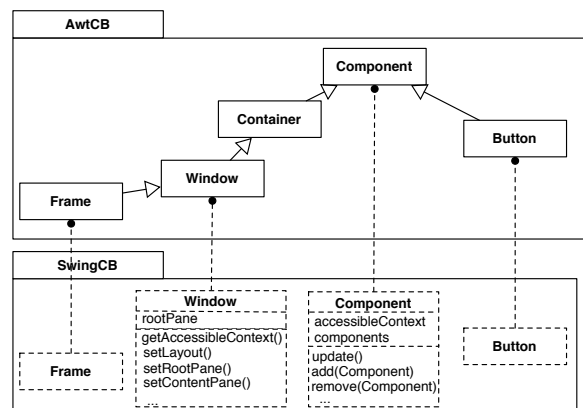 AwtCB
Component
Container
Button
Window
Frame
SwingCB
Window
rootPane
getAccessibleContext()
setLayout()
setRootPane()
setContentPane()
...
Component
accessibleContext
components
update()
add(Component)
remove(Component)
...
Button
Frame